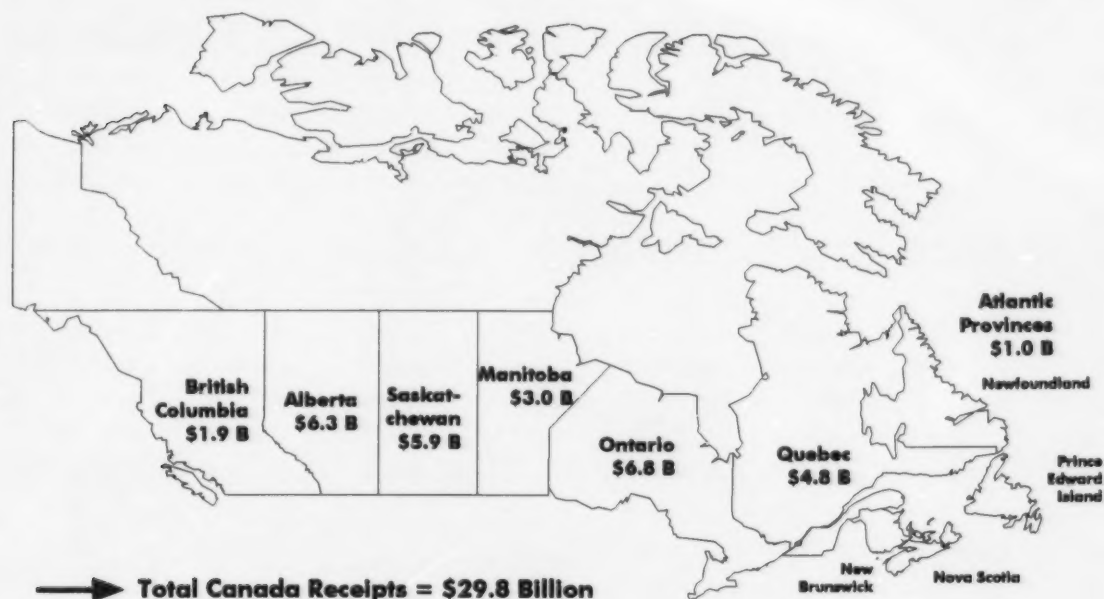 Atlantic
Provinces
$1.0 B
Newfoundland
British
Columbia
$1.9 B
Alberta
$6.3 B
Saskat-
chewan
$5.9 B
Manitoba
$3.0 B
Ontario
$6.8 B
Quebec
$4.8 B
Prince
Edward
Island
New
Brunswick
Nova Scotia
Total Canada Receipts = $29.8 Billion